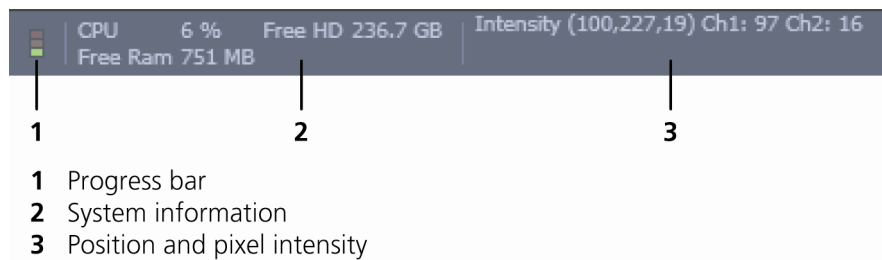 CPU 6 % Free HD 236.7 GB Intensity (100,227,19) Ch1: 97 Ch2: 16
Free Ram 751 MB
1 2 3
1 Progress bar
2 System information
3 Position and pixel intensity